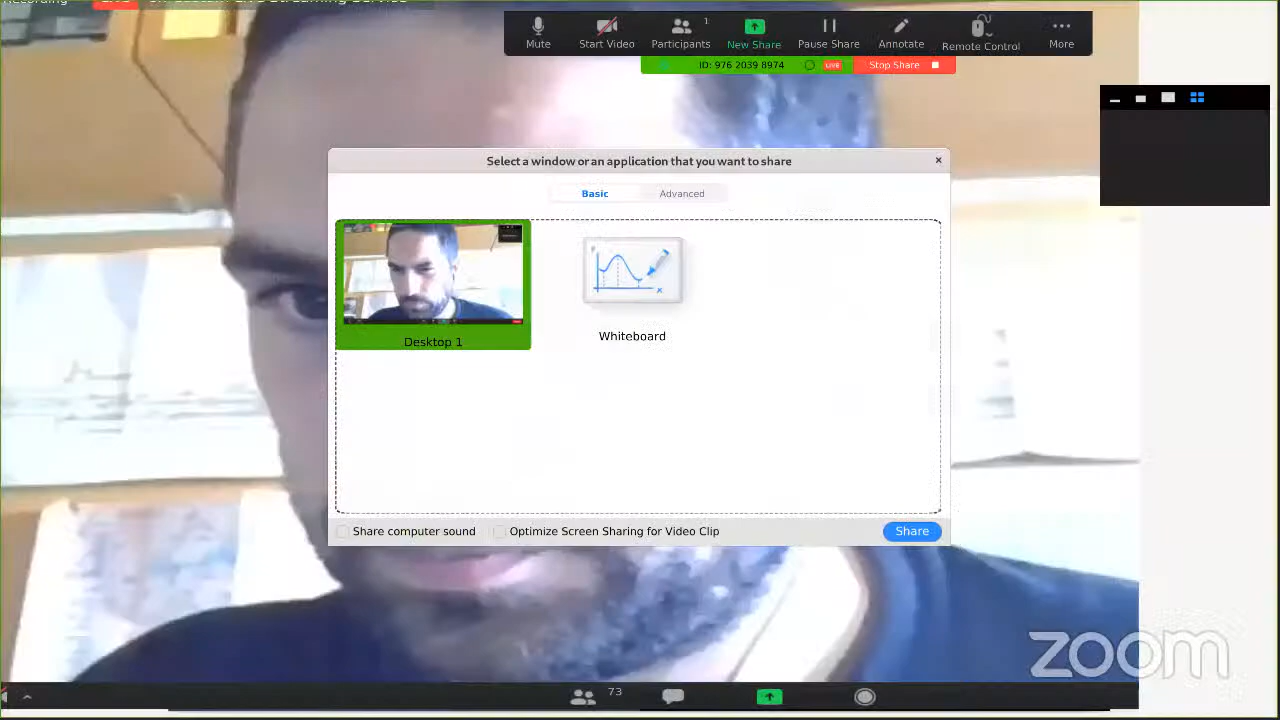 Recording
Mute
Start Video
Participants
1
New Share
Pause Share
Annotate
Remote Control
More
ID: 976 2039 8974
LIVE
Stop Share
Select a window or an application that you want to share
Basic
Advanced
Desktop 1
Whiteboard
Share computer sound
Optimize Screen Sharing for Video Clip
Share
zoom
73